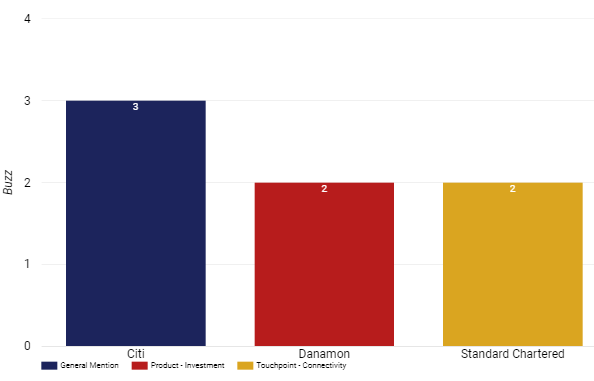 4
3
3
Buzz
2
2
2
1
0
Citi
Danamon
Standard Chartered
General Mention
Product - Investment
Touchpoint - Connectivity